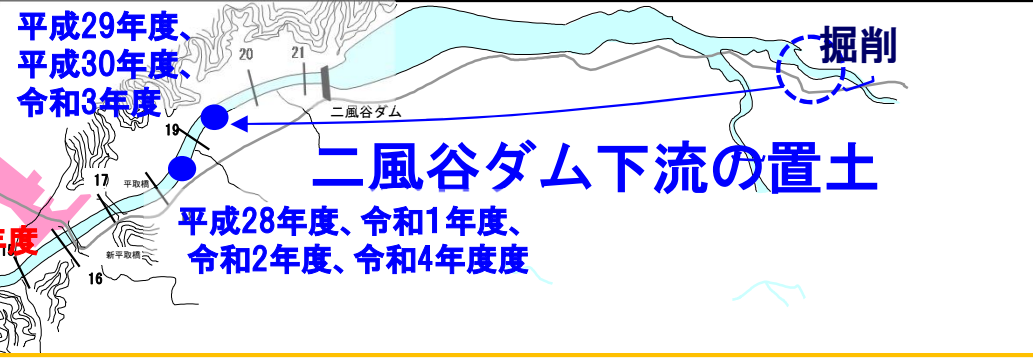 平成29年度、
平成30年度、
令和3年度
掘削
20
21
二風谷ダム
19
二風谷ダム下流の置土
17
平取橋
平成28年度、令和1年度、
令和2年度、令和4年度度
年度
15
新平取橋
16